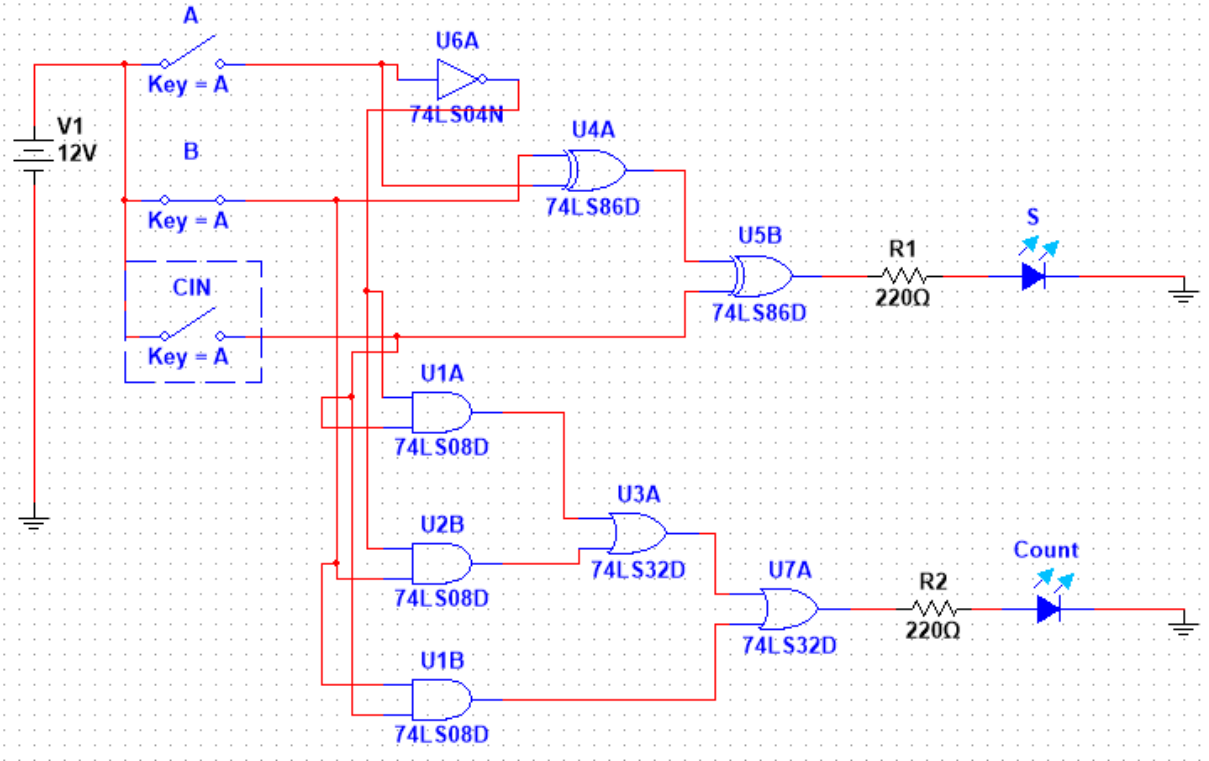 A
Key = A
U6A
74LS04N
V1
12V
B
Key = A
U4A
74LS86D
CIN
Key = A
U5B
74LS86D
R1
220Ω
S
U1A
74LS08D
U2B
74LS08D
U3A
74LS32D
U7A
74LS32D
R2
220Ω
Count
U1B
74LS08D